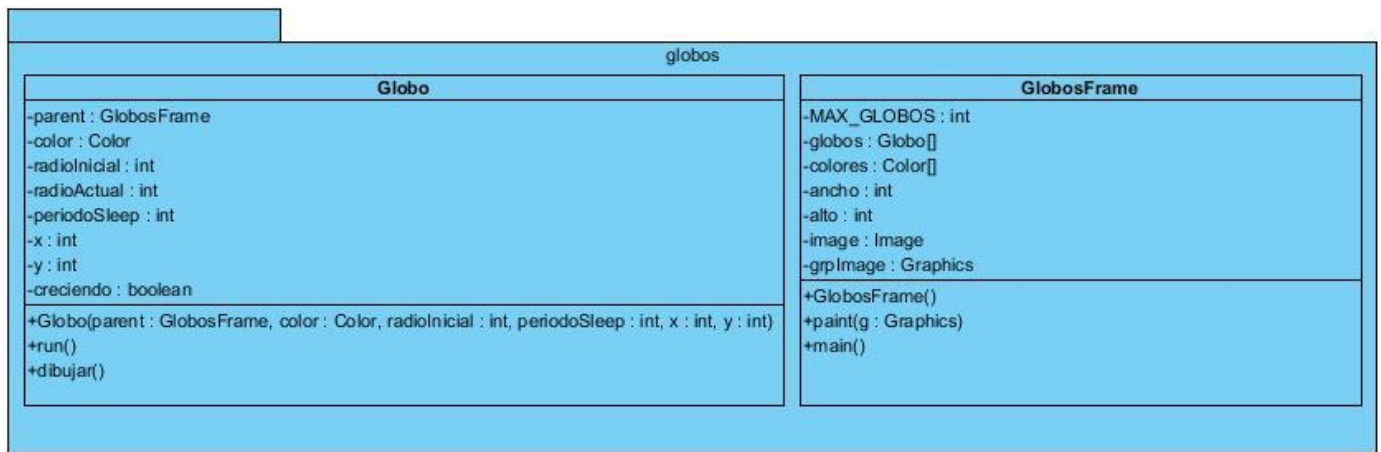 globos
Globo
-parent : GlobosFrame
-color : Color
-radioInicial : int
-radioActual : int
-periodoSleep : int
-x : int
-y : int
-creciendo : boolean
+Globo(parent : GlobosFrame, color : Color, radioInicial : int, periodoSleep : int, x : int, y : int)
+run()
+dibujar()
GlobosFrame
-MAX_GLOBOS : int
-globos : Globo[]
-colores : Color[]
-ancho : int
-alto : int
-image : Image
-grpImage : Graphics
+GlobosFrame()
+paint(g : Graphics)
+main()